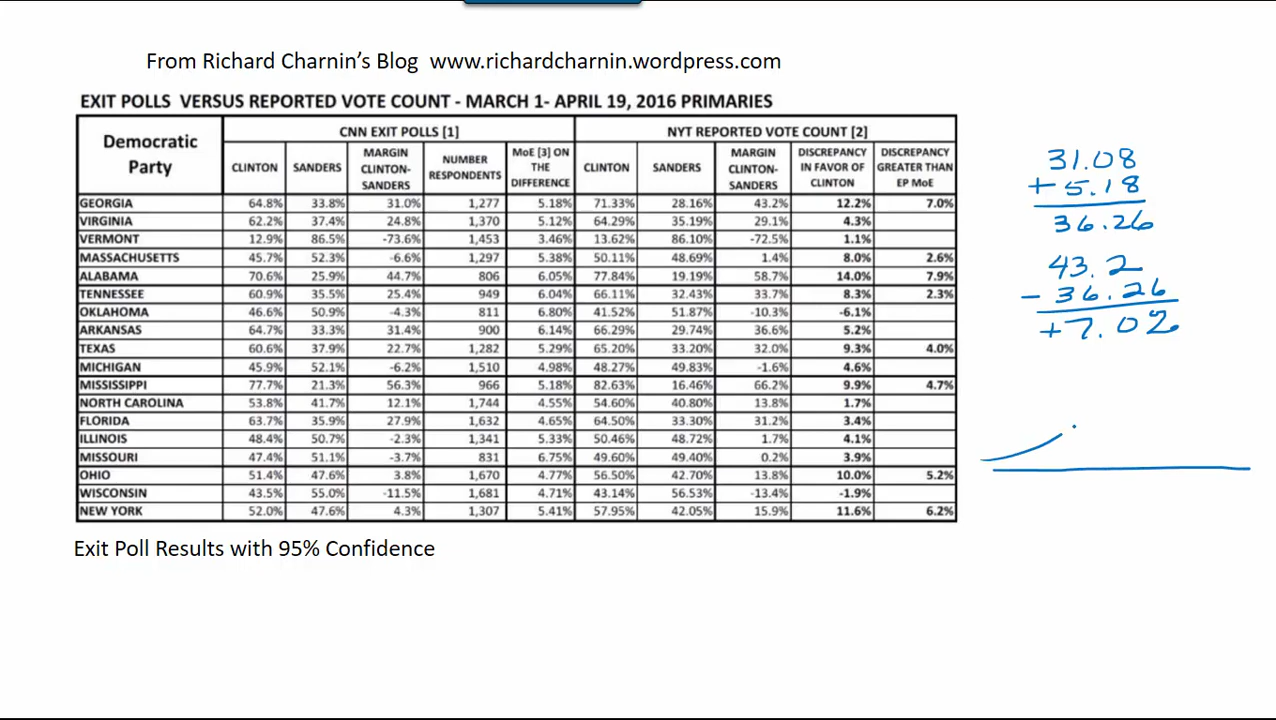 From Richard Charnin's Blog www.richardcharnin.wordpress.com
EXIT POLLS VERSUS REPORTED VOTE COUNT - MARCH 1- APRIL 19, 2016 PRIMARIES
Democratic Party CNN EXIT POLLS [1] NYT REPORTED VOTE COUNT [2]
CLINTON SANDERS MARGIN CLINTON-SANDERS NUMBER RESPONDENTS MoE [3] ON THE DIFFERENCE CLINTON SANDERS MARGIN CLINTON-SANDERS DISCREPANCY IN FAVOR OF CLINTON DISCREPANCY GREATER THAN EP MoE
GEORGIA 64.8% 33.8% 31.0% 1,277 5.18% 71.33% 28.16% 43.2% 12.2% 7.0%
VIRGINIA 62.2% 37.4% 24.8% 1,370 5.12% 64.29% 35.19% 29.1% 4.3%
VERMONT 12.9% 86.5% -73.6% 1,453 3.46% 13.62% 86.10% -72.5% 1.1%
MASSACHUSETTS 45.7% 52.3% -6.6% 1,297 5.38% 50.11% 48.69% 1.4% 8.0% 2.6%
ALABAMA 70.6% 25.9% 44.7% 806 6.05% 77.84% 19.19% 58.7% 14.0% 7.9%
TENNESSEE 60.9% 35.5% 25.4% 949 6.04% 66.11% 32.43% 33.7% 8.3% 2.3%
OKLAHOMA 46.6% 50.9% -4.3% 811 6.80% 41.52% 51.87% -10.3% -6.1%
ARKANSAS 64.7% 33.3% 31.4% 900 6.14% 66.29% 29.74% 36.6% 5.2%
TEXAS 60.6% 37.9% 22.7% 1,282 5.29% 65.20% 33.20% 32.0% 9.3% 4.0%
MICHIGAN 45.9% 52.1% -6.2% 1,510 4.98% 48.27% 49.83% -1.6% 4.6%
MISSISSIPPI 77.7% 21.3% 56.3% 966 5.18% 82.63% 16.46% 66.2% 9.9% 4.7%
NORTH CAROLINA 53.8% 41.7% 12.1% 1,744 4.55% 54.60% 40.80% 13.8% 1.7%
FLORIDA 63.7% 35.9% 27.9% 1,632 4.65% 64.50% 33.30% 31.2% 3.4%
ILLINOIS 48.4% 50.7% -2.3% 1,341 5.33% 50.46% 48.72% 1.7% 4.1%
MISSOURI 47.4% 51.1% -3.7% 831 6.75% 49.60% 49.40% 0.2% 3.9%
OHIO 51.4% 47.6% 3.8% 1,670 4.77% 56.50% 42.70% 13.8% 10.0% 5.2%
WISCONSIN 43.5% 55.0% -11.5% 1,681 4.71% 43.14% 56.53% -13.4% -1.9%
NEW YORK 52.0% 47.6% 4.3% 1,307 5.41% 57.95% 42.05% 15.9% 11.6% 6.2%
Exit Poll Results with 95% Confidence
31.08
+ 5.18
36.26
43.2
- 36.26
+7.02